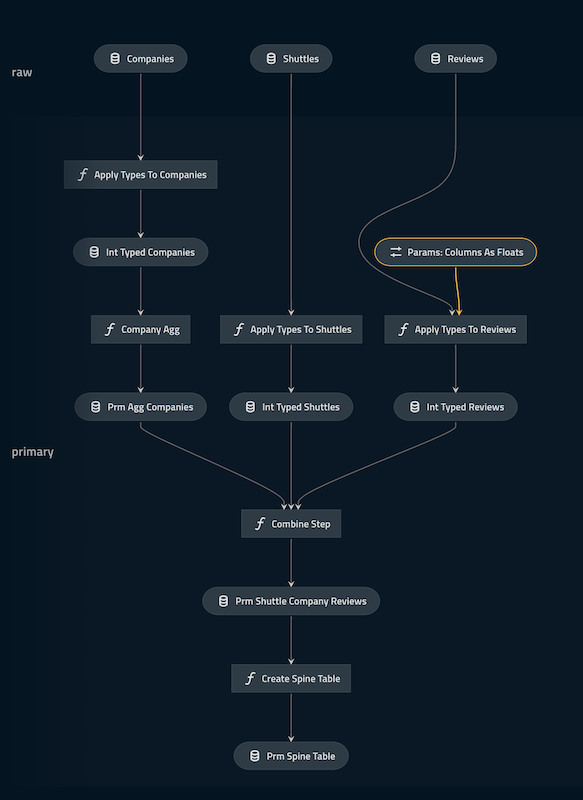 Companies
Shuttles
Reviews
raw
Apply Types To Companies
Int Typed Companies
Params: Columns As Floats
Company Agg
Apply Types To Shuttles
Apply Types To Reviews
Prm Agg Companies
Int Typed Shuttles
Int Typed Reviews
primary
Combine Step
Prm Shuttle Company Reviews
Create Spine Table
Prm Spine Table